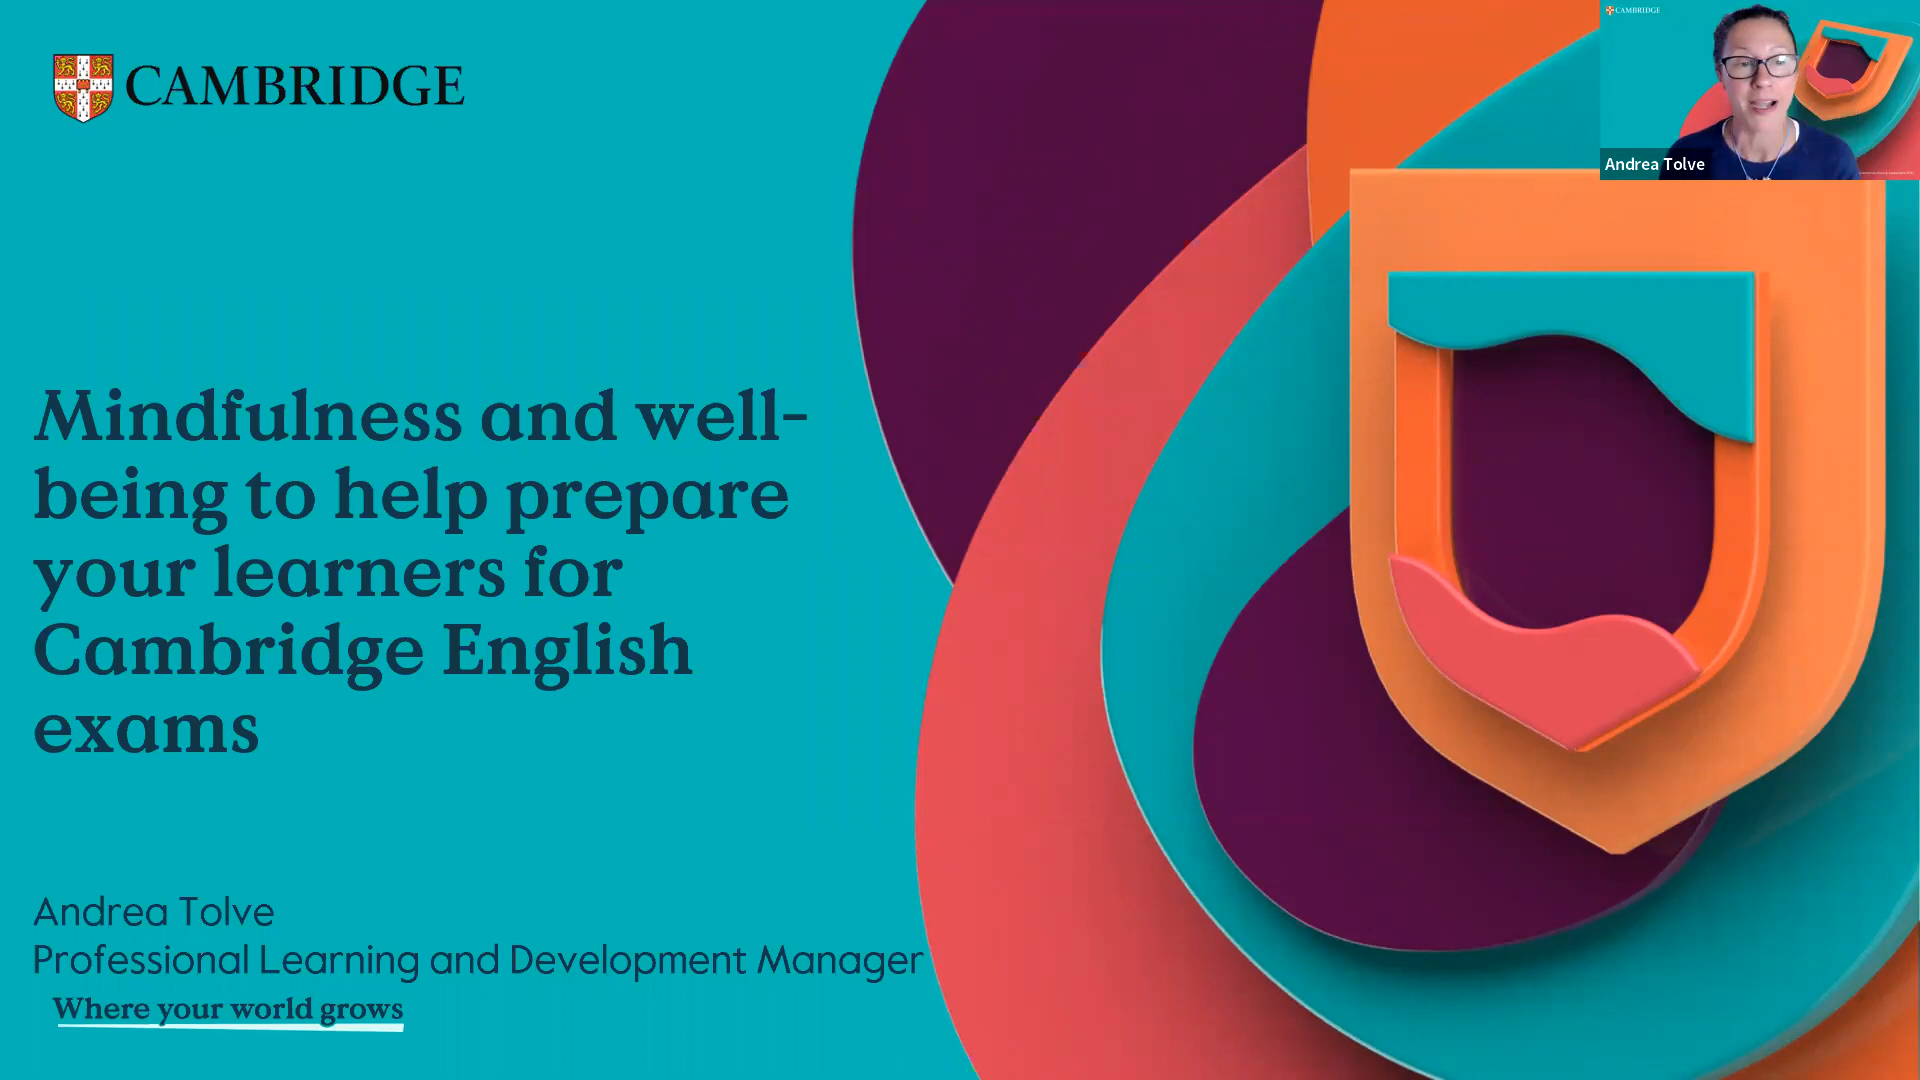 CAMBRIDGE
CAMBRIDGE
Andrea Tolve
Mindfulness and well-
being to help prepare
your learners for
Cambridge English
exams
Andrea Tolve
Professional Learning and Development Manager
Where your world grows